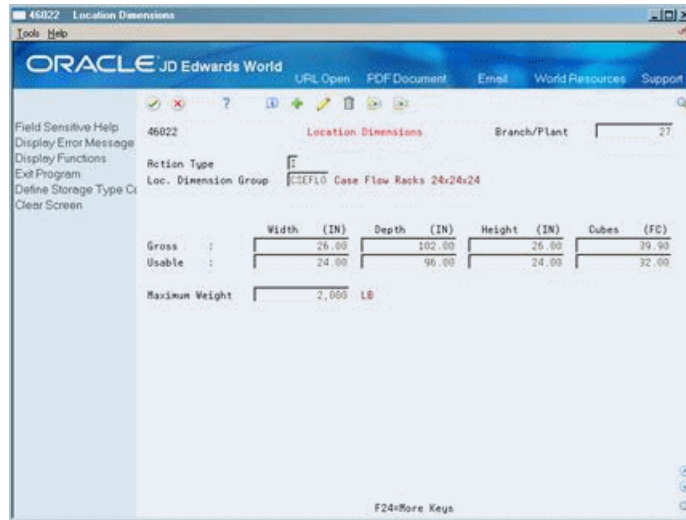 46022 Location Dimensions
Tools Help
ORACLE JD Edwards World
URL Open PDF Document Email World Resources Support
Field Sensitive Help
Display Error Message
Display Functions
Exit Program
Define Storage Type Co
Clear Screen
46022 Location Dimensions Branch/Plant 27
Action Type I
Loc. Dimension Group CSEFLO Case Flow Racks 24x24x24
Width (IN) Depth (IN) Height (IN) Cubes (FC)
Gross : 26.00 102.00 26.00 39.90
Usable : 24.00 96.00 24.00 32.00
Maximum Weight 2,000 LB
F24=More Keys